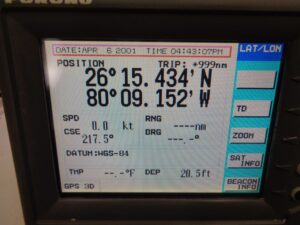 FURUNO
DATE:APR 6 2001 TIME 04:43:07PM
LAT/LON
POSITION TRIP: *999nm
26° 15.434'N
80° 09.152'W
SPD 0.0 kt RNG ----nm
CSE 217.5° BRG ---.-°
TD
DATUM:WGS-84
ZOOM
TMP --.-°F DEP 20.5ft
SAT INFO
GPS 3D
BEACON INFO